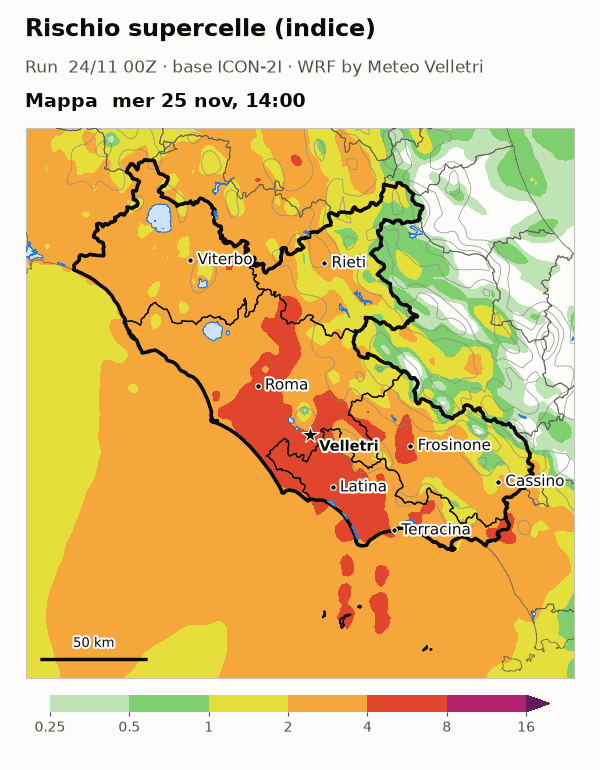 Rischio supercelle (indice)
Run  24/11 00Z · base ICON-2I · WRF by Meteo Velletri
Mappa  mer 25 nov, 14:00
Viterbo
Rieti
Roma
Velletri
Frosinone
Cassino
Latina
Terracina
50 km
0.25 0.5 1 2 4 8 16